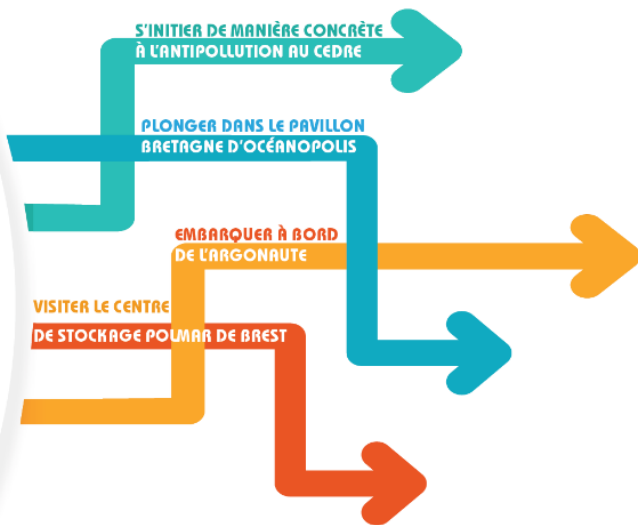 S'INITIER DE MANIÈRE CONCRÈTE
À L'ANTIPOLLUTION AU CEDRE
PLONGER DANS LE PAVILLON
BRETAGNE D'OCÉANOPOLIS
EMBARQUER À BORD
DE L'ARGONAUTE
VISITER LE CENTRE
DE STOCKAGE POLMAR DE BREST